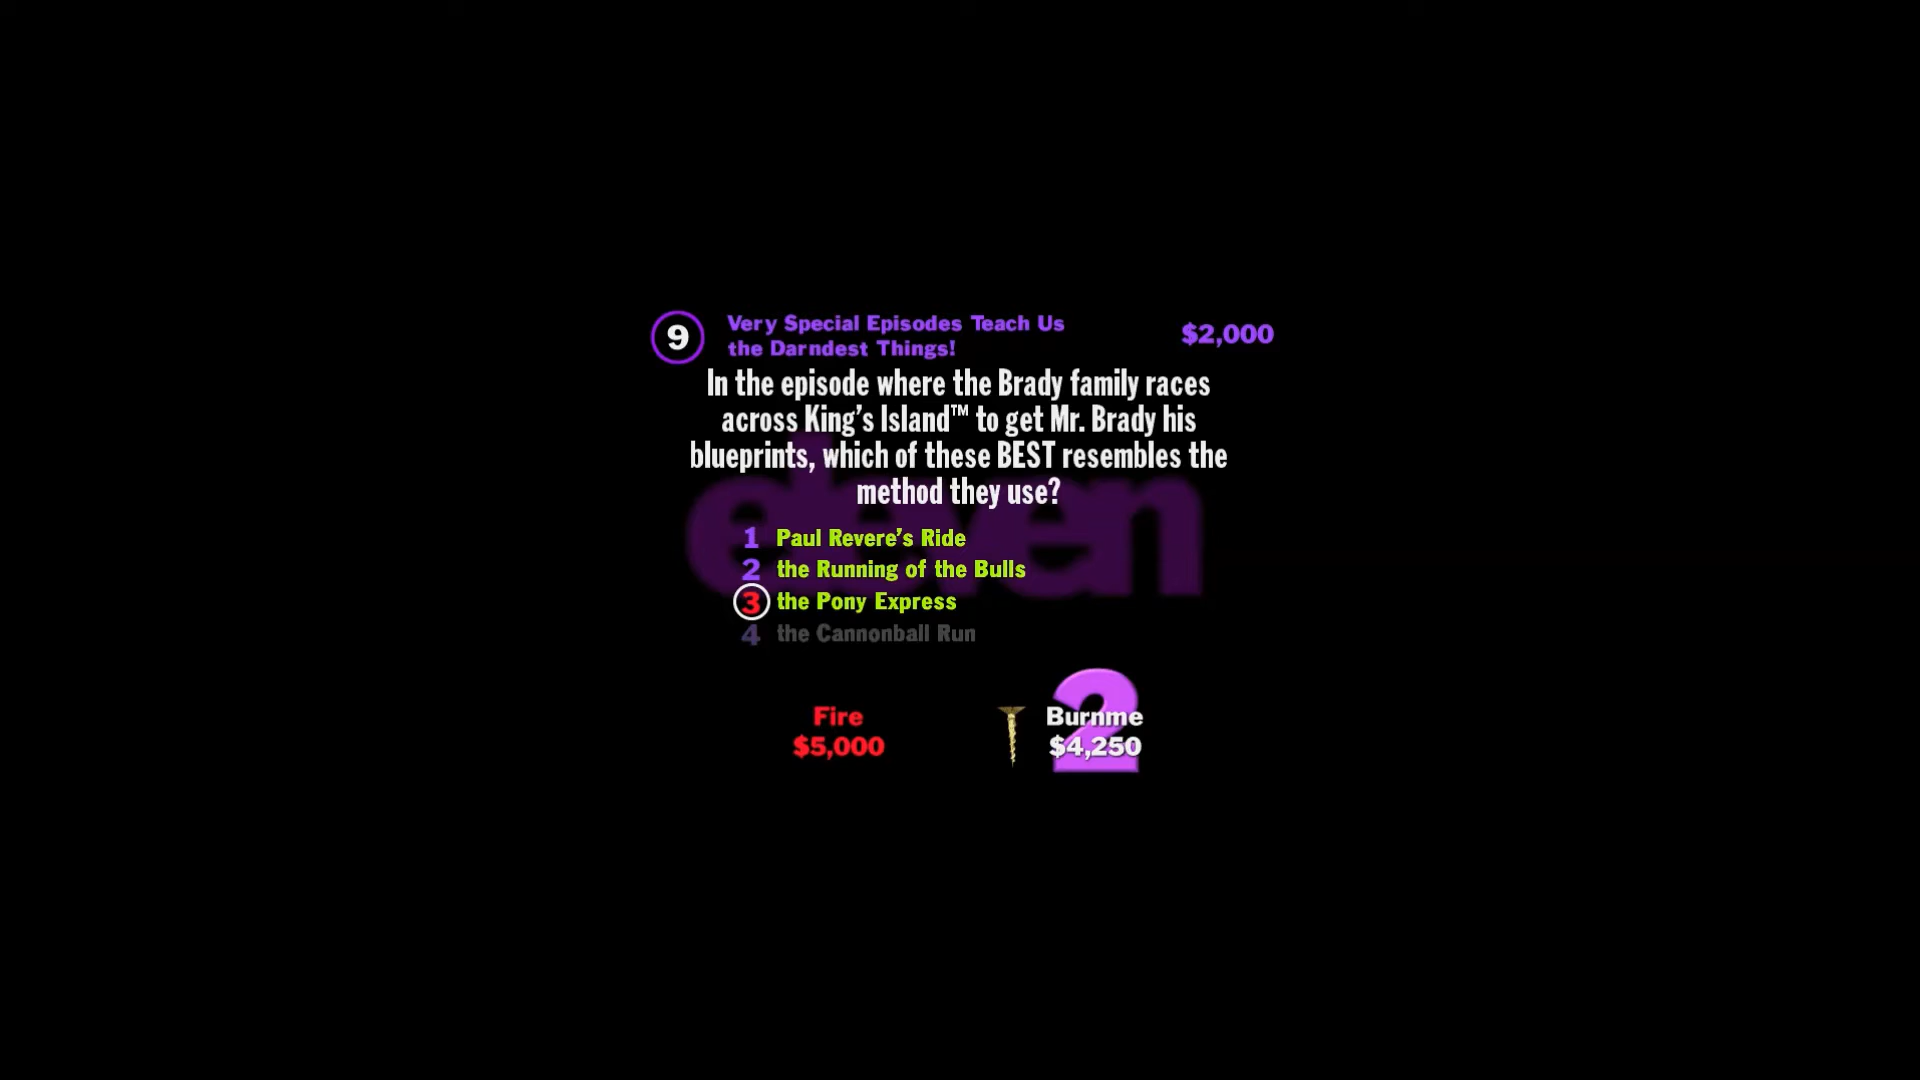 9
Very Special Episodes Teach Us
the Darndest Things!
$2,000
In the episode where the Brady family races
across King's Island™ to get Mr. Brady his
blueprints, which of these BEST resembles the
method they use?
eleven
1 Paul Revere's Ride
2 the Running of the Bulls
3 the Pony Express
4 the Cannonball Run
2
Fire
$5,000
Burnme
$4,250